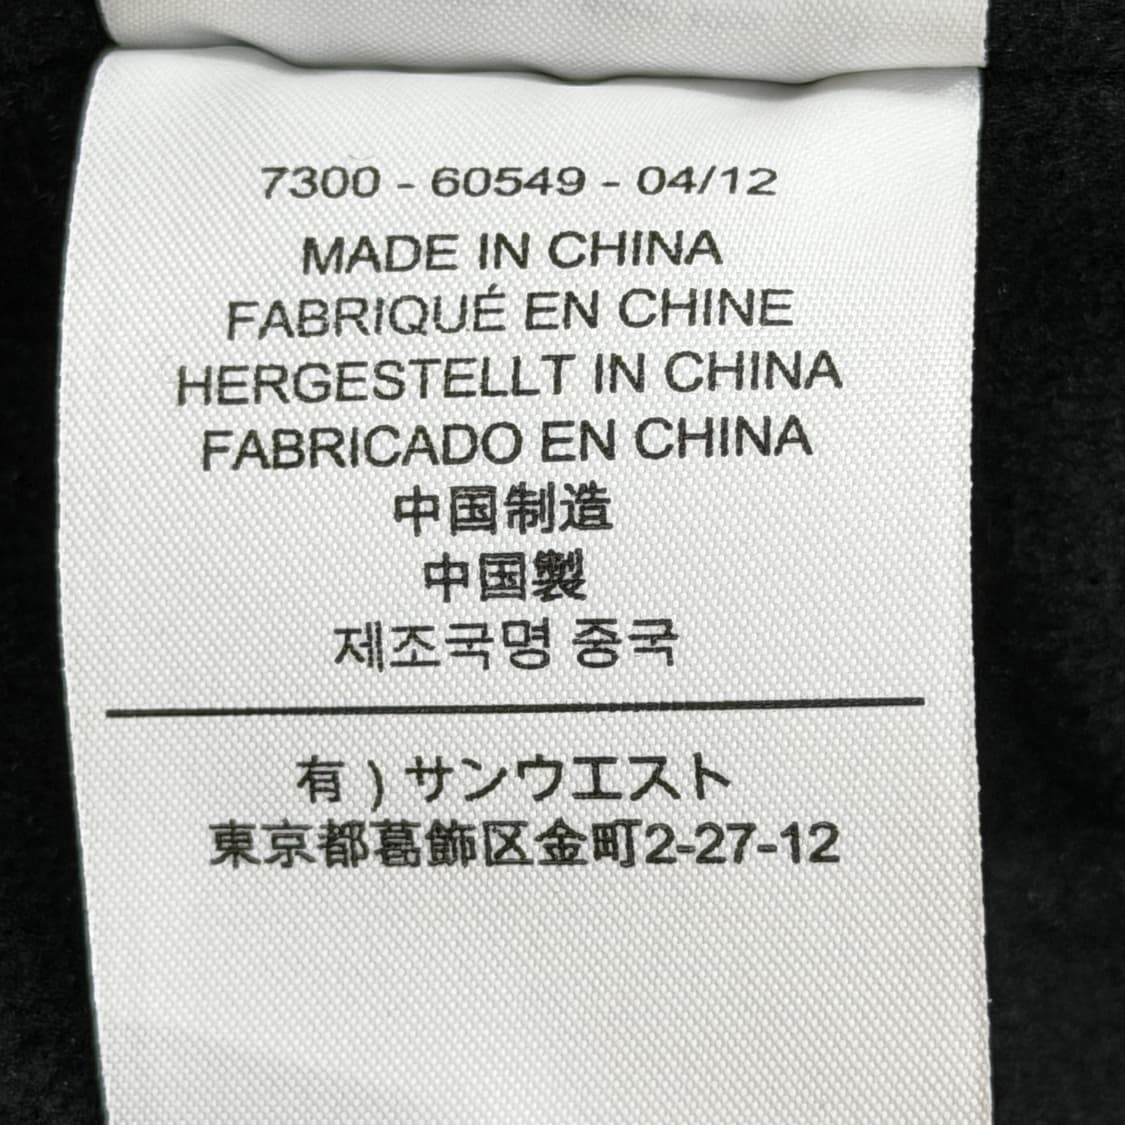 7300 - 60549 - 04/12
MADE IN CHINA
FABRIQUÉ EN CHINE
HERGESTELLT IN CHINA
FABRICADO EN CHINA
中国制造
中国製
제조국명 중국
有）サンウエスト
東京都葛飾区金町2-27-12